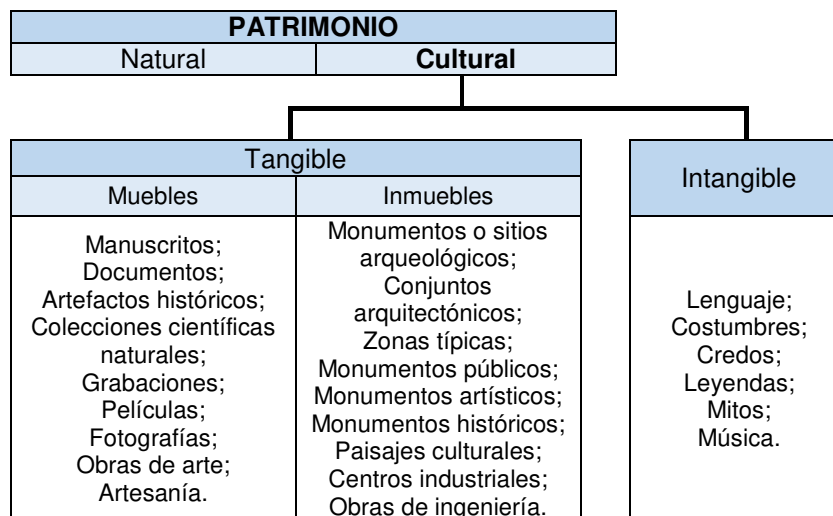 PATRIMONIO
Natural
Cultural
Tangible
Muebles
Inmuebles
Manuscritos;
Documentos;
Artefactos históricos;
Colecciones científicas
naturales;
Grabaciones;
Películas;
Fotografías;
Obras de arte;
Artesanía.
Monumentos o sitios
arqueológicos;
Conjuntos
arquitectónicos;
Zonas típicas;
Monumentos públicos;
Monumentos artísticos;
Monumentos históricos;
Paisajes culturales;
Centros industriales;
Obras de ingeniería.
Intangible
Lenguaje;
Costumbres;
Credos;
Leyendas;
Mitos;
Música.